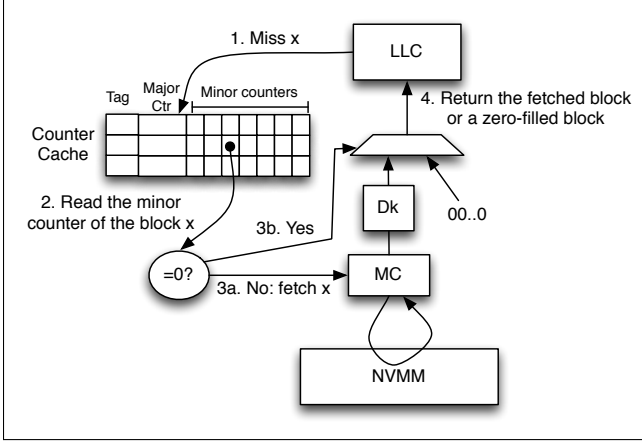 1. Miss x
LLC
Tag
Major
Ctr
Minor counters
4. Return the fetched block
or a zero-filled block
Counter
Cache
2. Read the minor
counter of the block x
Dk
00..0
3b. Yes
=0?
3a. No: fetch x
MC
NVMM